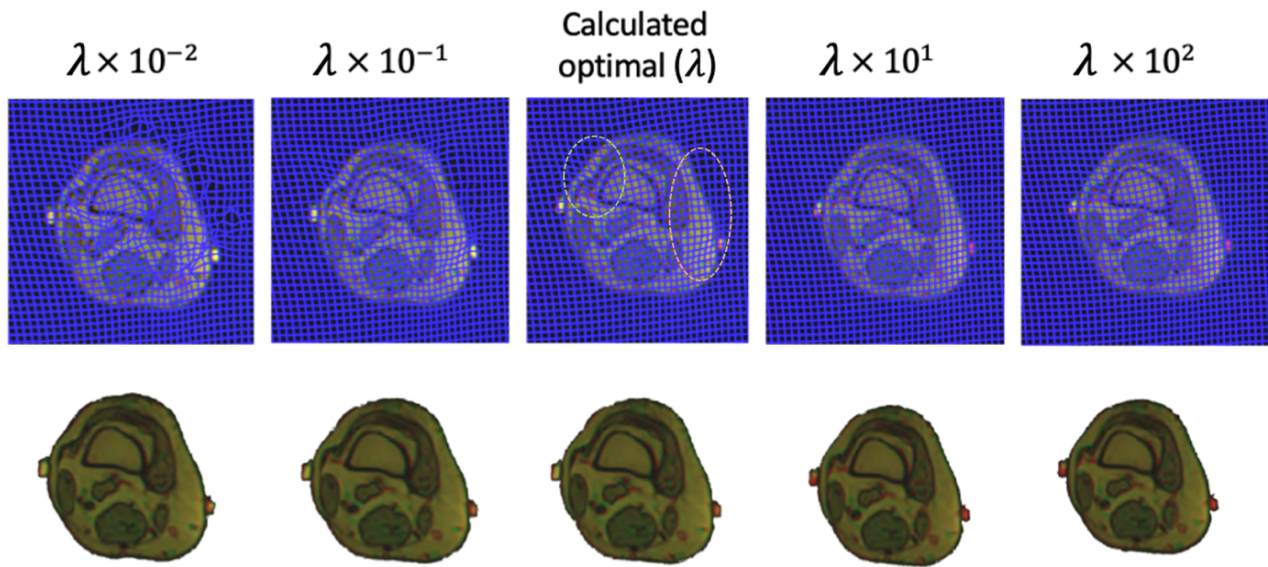 λ × 10⁻²
λ × 10⁻¹
Calculated
optimal (λ)
λ × 10¹
λ × 10²